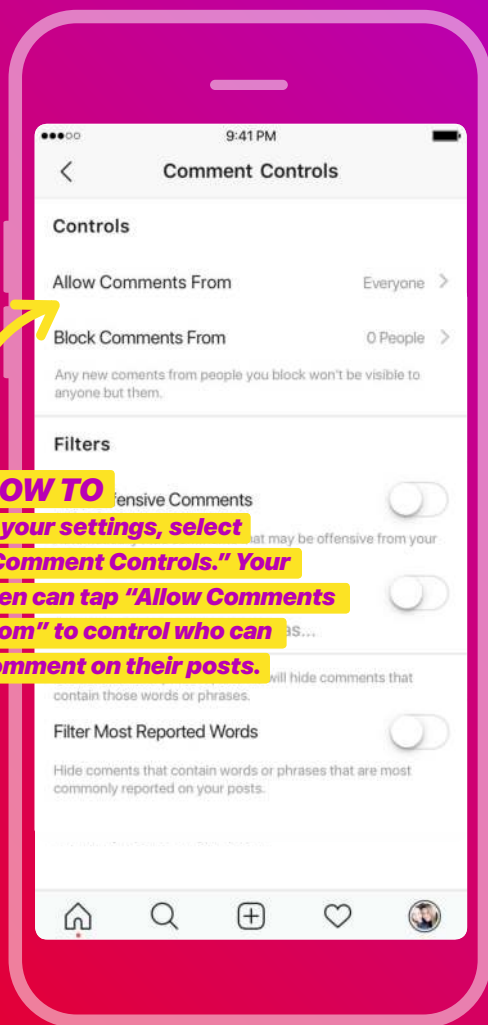 9:41 PM
Comment Controls
Controls
Allow Comments From Everyone
Block Comments From 0 People
Any new coments from people you block won't be visible to
anyone but them.
Filters
OW TO
ensive Comments
your settings, select
at may be offensive from your
Comment Controls.” Your
en can tap “Allow Comments
om” to control who can
as...
omment on their posts.
will hide comments that
contain those words or phrases.
Filter Most Reported Words
Hide coments that contain words or phrases that are most
commonly reported on your posts.